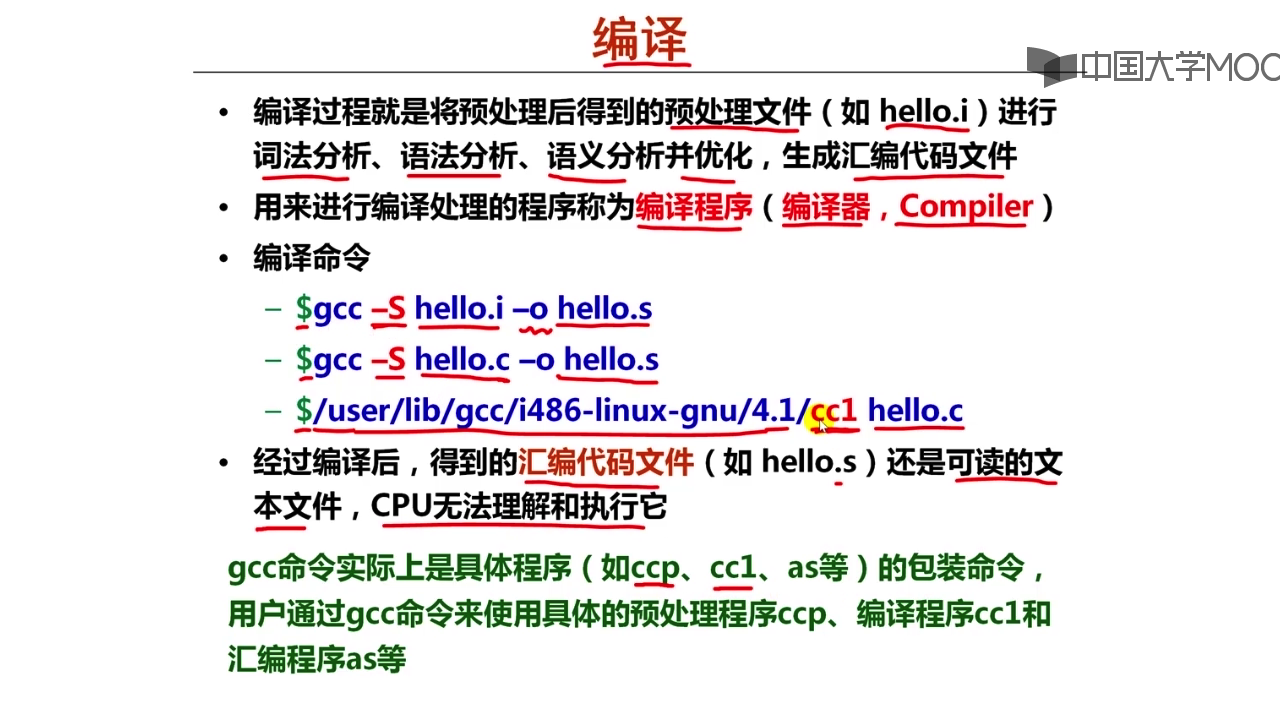 编译
中国大学MOO
• 编译过程就是将预处理后得到的预处理文件（如 hello.i）进行
词法分析、语法分析、语义分析并优化，生成汇编代码文件
• 用来进行编译处理的程序称为编译程序（编译器，Compiler）
• 编译命令
– $gcc –S hello.i –o hello.s
– $gcc –S hello.c –o hello.s
– $/user/lib/gcc/i486-linux-gnu/4.1/cc1 hello.c
• 经过编译后，得到的汇编代码文件（如 hello.s）还是可读的文
本文件，CPU无法理解和执行它
gcc命令实际上是具体程序（如ccp、cc1、as等）的包装命令，
用户通过gcc命令来使用具体的预处理程序ccp、编译程序cc1和
汇编程序as等